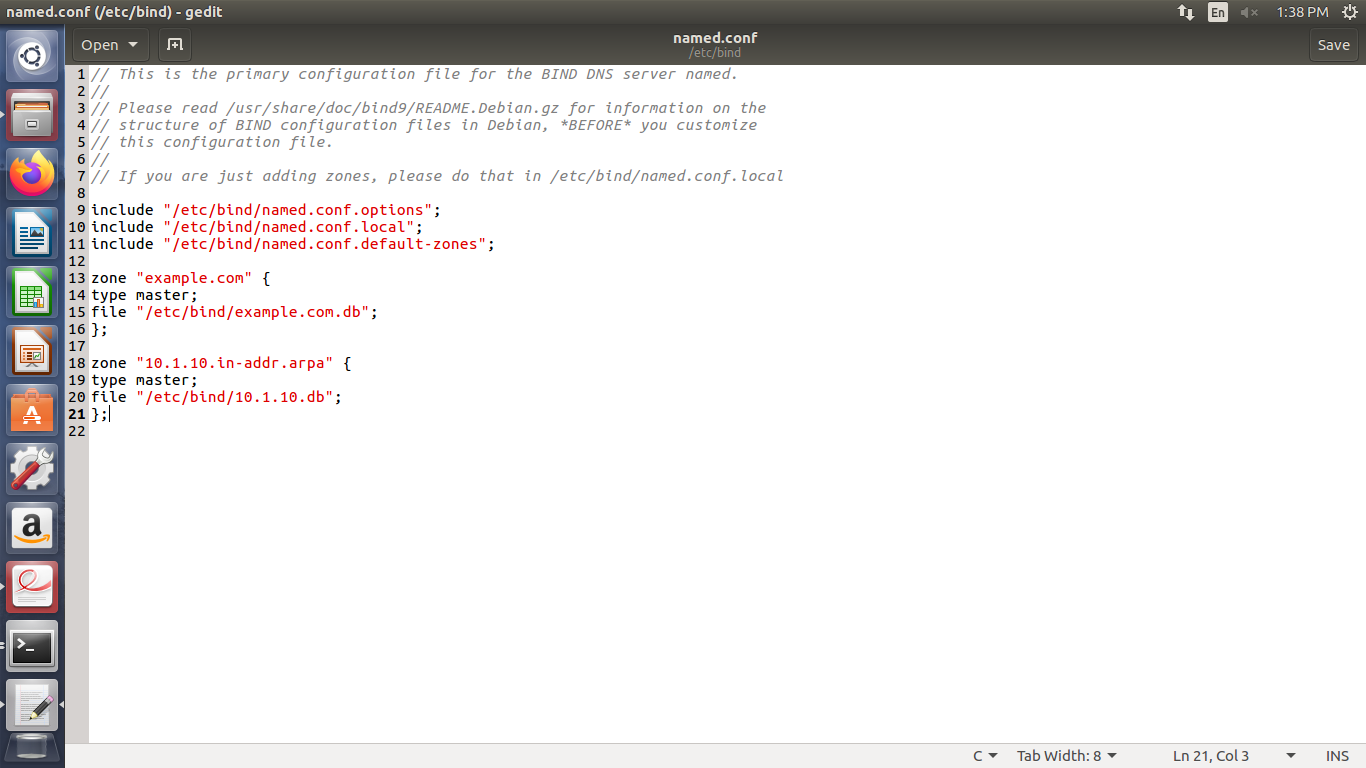 named.conf (/etc/bind) - gedit
En
1:38 PM
Open
named.conf
/etc/bind
Save
1 // This is the primary configuration file for the BIND DNS server named.
2 //
3 // Please read /usr/share/doc/bind9/README.Debian.gz for information on the
4 // structure of BIND configuration files in Debian, *BEFORE* you customize
5 // this configuration file.
6 //
7 // If you are just adding zones, please do that in /etc/bind/named.conf.local
8
9 include "/etc/bind/named.conf.options";
10 include "/etc/bind/named.conf.local";
11 include "/etc/bind/named.conf.default-zones";
12
13 zone "example.com" {
14 type master;
15 file "/etc/bind/example.com.db";
16 };
17
18 zone "10.1.10.in-addr.arpa" {
19 type master;
20 file "/etc/bind/10.1.10.db";
21 };
22
C
Tab Width: 8
Ln 21, Col 3
INS